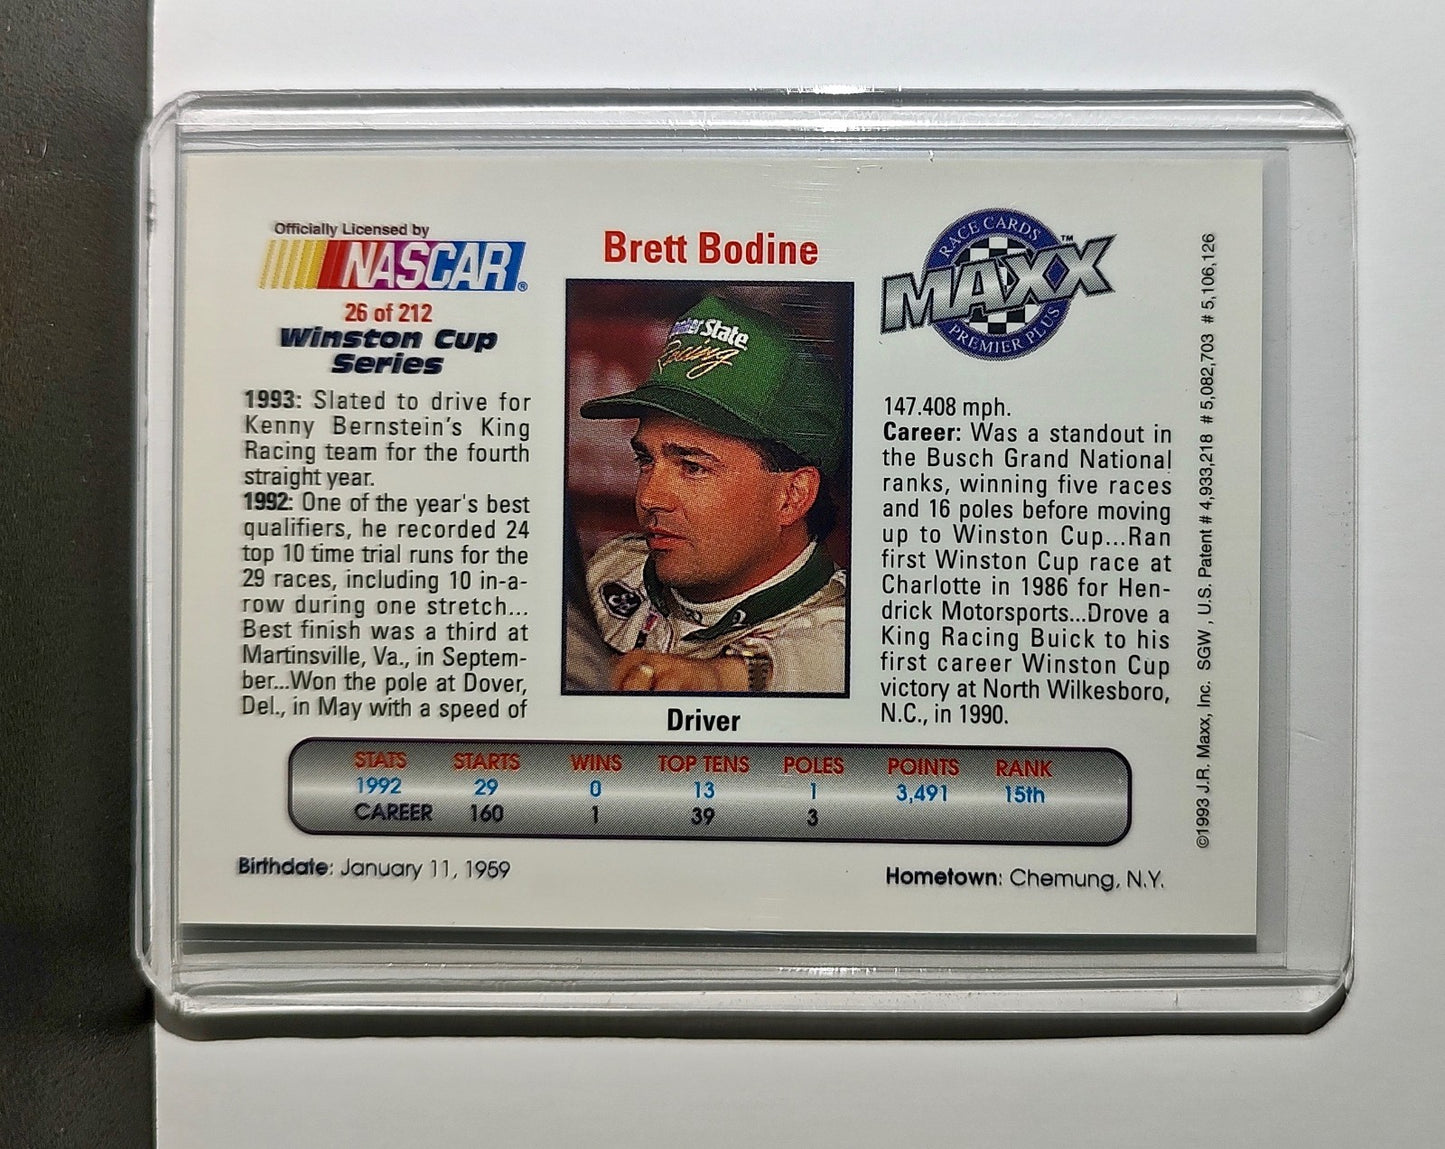 Officially Licensed by
NASCAR®
26 of 212
Winston Cup
Series
Brett Bodine
RACE CARDS
MAXX™
PREMIER PLUS
State
Racing
1993: Slated to drive for
Kenny Bernstein's King
Racing team for the fourth
straight year.
1992: One of the year's best
qualifiers, he recorded 24
top 10 time trial runs for the
29 races, including 10 in-a-
row during one stretch...
Best finish was a third at
Martinsville, Va., in Septem-
ber...Won the pole at Dover,
Del., in May with a speed of
147.408 mph.
Career: Was a standout in
the Busch Grand National
ranks, winning five races
and 16 poles before moving
up to Winston Cup...Ran
first Winston Cup race at
Charlotte in 1986 for Hen-
drick Motorsports...Drove a
King Racing Buick to his
first career Winston Cup
victory at North Wilkesboro,
N.C., in 1990.
Driver
STATS STARTS WINS TOP TENS POLES POINTS RANK
1992 29 0 13 1 3,491 15th
CAREER 160 1 39 3
Birthdate: January 11, 1959
Hometown: Chemung, N.Y.
©1993 J.R. Maxx, Inc. SGW , U.S. Patent # 4,933,218 # 5,082,703 # 5,106,126